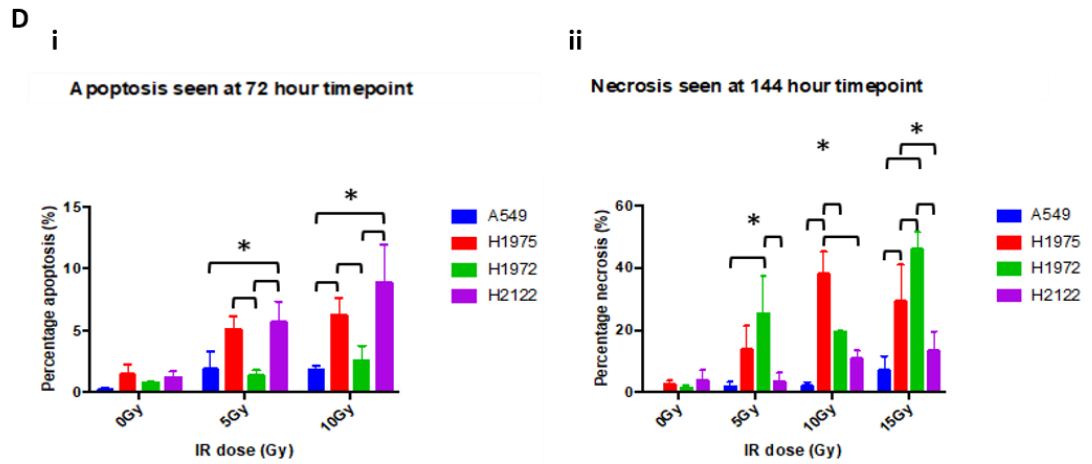 D
i
ii
Apoptosis seen at 72 hour timepoint
Necrosis seen at 144 hour timepoint
Percentage apoptosis (%)
15
10
5
0
*
*
0Gy
5Gy
10Gy
IR dose (Gy)
A549
H1975
H1972
H2122
Percentage necrosis (%)
60
40
20
0
*
*
*
0Gy
5Gy
10Gy
15Gy
IR dose (Gy)
A549
H1975
H1972
H2122